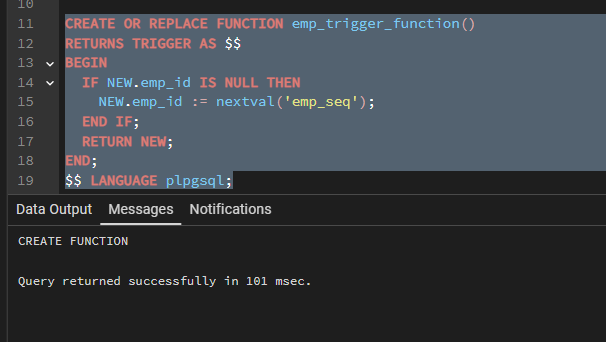 10
11 CREATE OR REPLACE FUNCTION emp_trigger_function()
12 RETURNS TRIGGER AS $$
13 BEGIN
14 IF NEW.emp_id IS NULL THEN
15 NEW.emp_id := nextval('emp_seq');
16 END IF;
17 RETURN NEW;
18 END;
19 $$ LANGUAGE plpgsql;
Data Output Messages Notifications
CREATE FUNCTION
Query returned successfully in 101 msec.